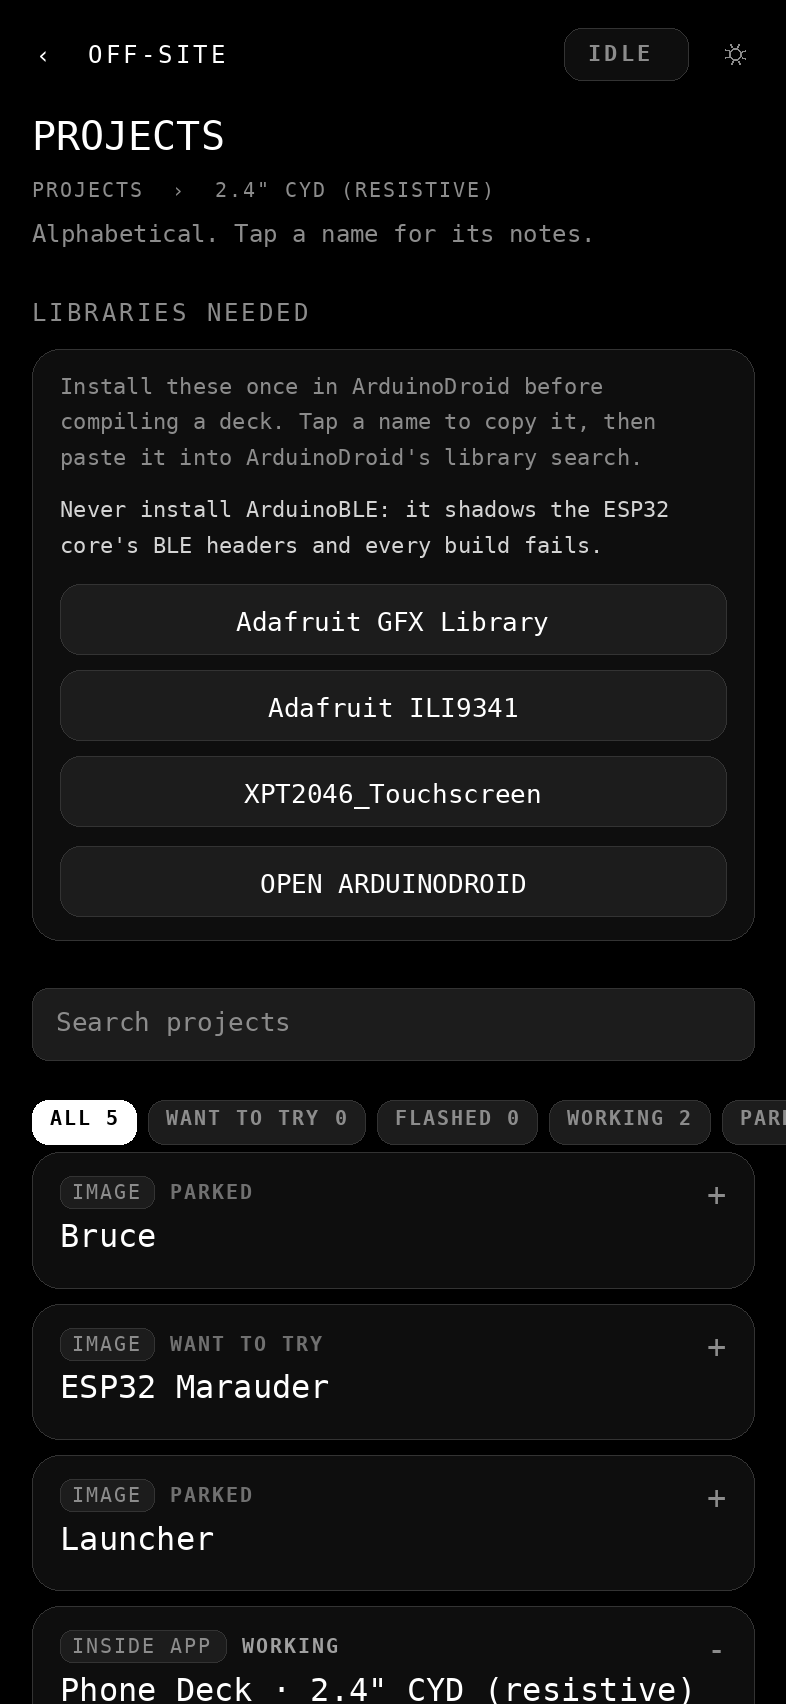 ‹ OFF-SITE IDLE
PROJECTS
PROJECTS › 2.4" CYD (RESISTIVE)
Alphabetical. Tap a name for its notes.
LIBRARIES NEEDED
Install these once in ArduinoDroid before
compiling a deck. Tap a name to copy it, then
paste it into ArduinoDroid's library search.
Never install ArduinoBLE: it shadows the ESP32
core's BLE headers and every build fails.
Adafruit GFX Library
Adafruit ILI9341
XPT2046_Touchscreen
OPEN ARDUINODROID
Search projects
ALL 5 WANT TO TRY 0 FLASHED 0 WORKING 2
IMAGE PARKED +
Bruce
IMAGE WANT TO TRY +
ESP32 Marauder
IMAGE PARKED +
Launcher
INSIDE APP WORKING -
Phone Deck · 2.4" CYD (resistive)